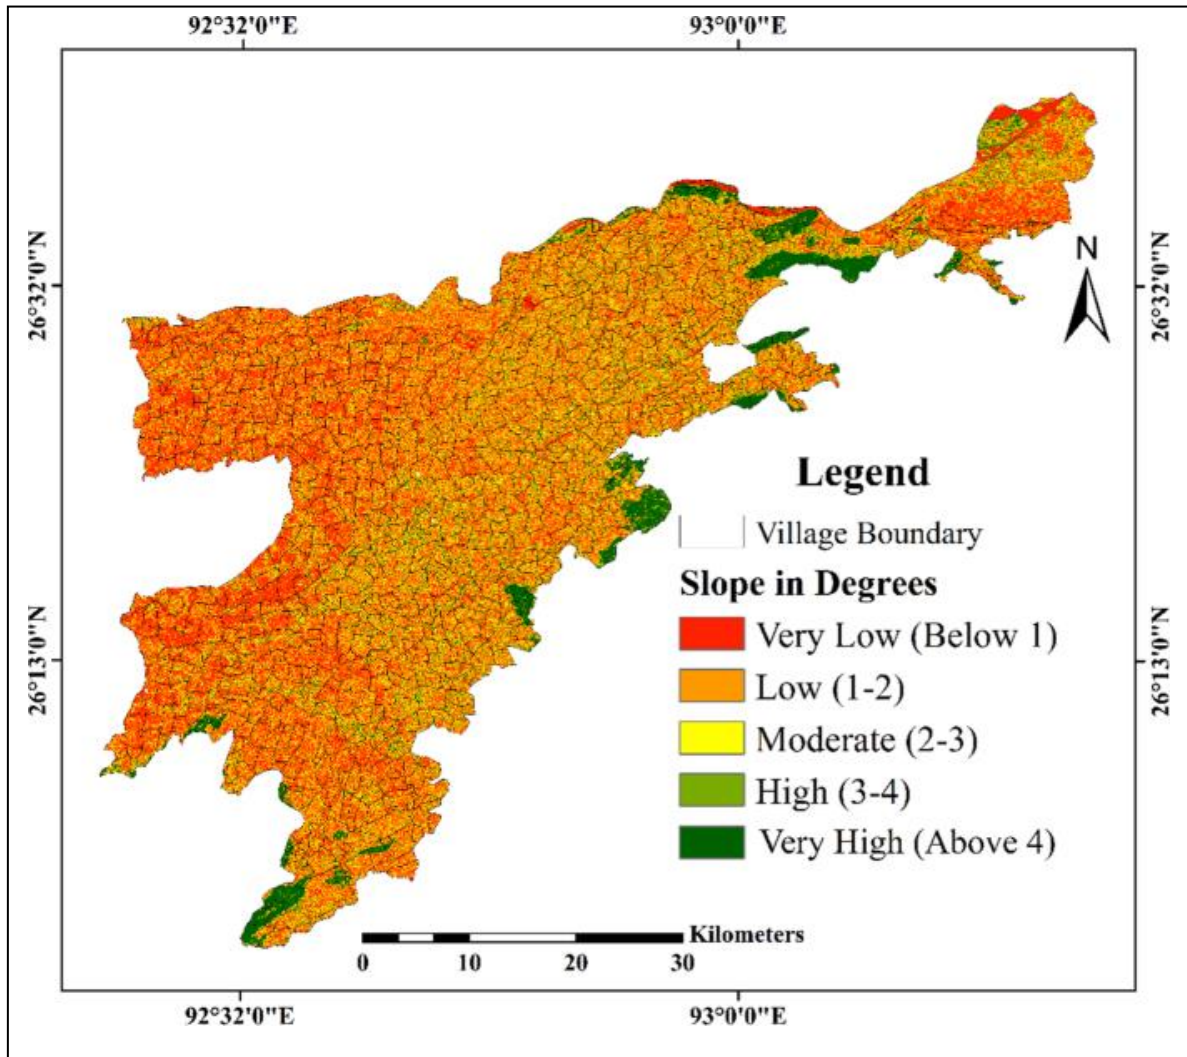 92°32'0"E
93°0'0"E
26°32'0"N
26°32'0"N
N
Legend
Village Boundary
Slope in Degrees
Very Low (Below 1)
Low (1-2)
Moderate (2-3)
High (3-4)
Very High (Above 4)
26°13'0"N
26°13'0"N
Kilometers
0 10 20 30
92°32'0"E
93°0'0"E